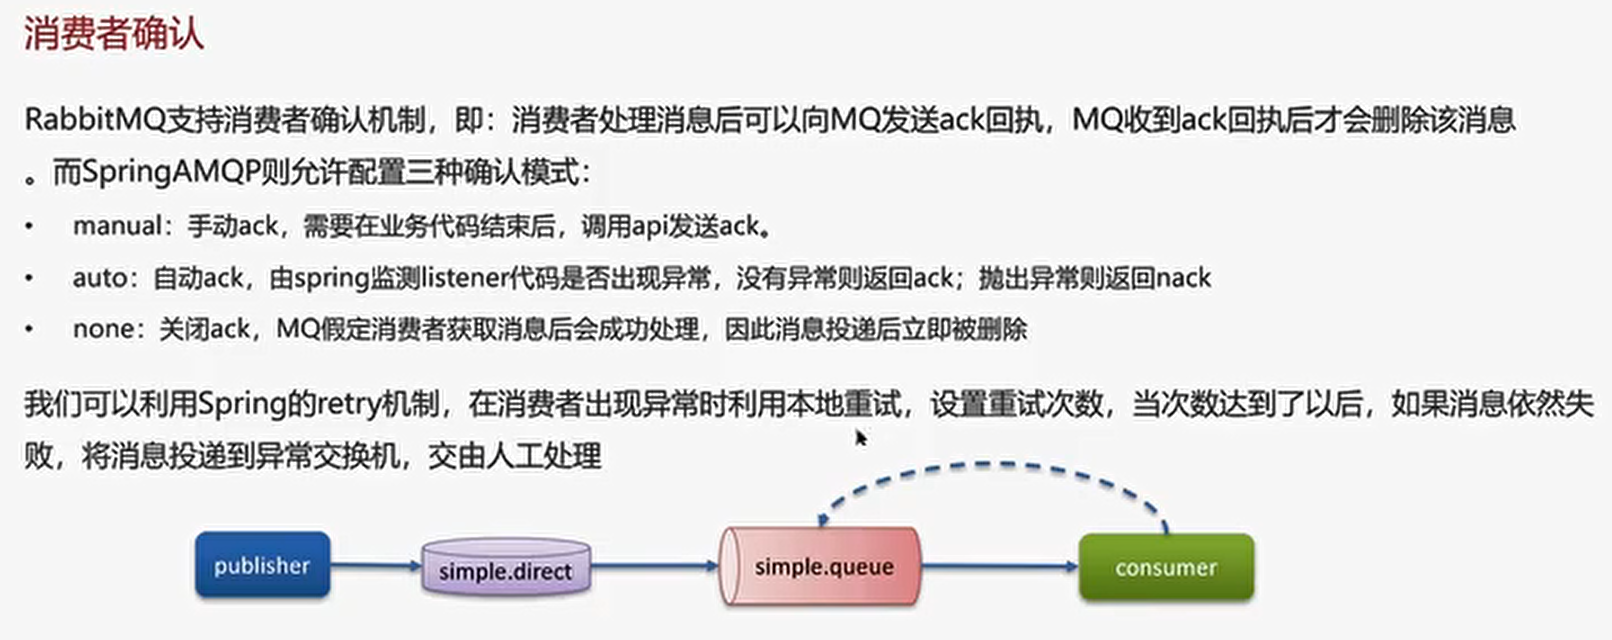 消费者确认
RabbitMQ支持消费者确认机制，即：消费者处理消息后可以向MQ发送ack回执，MQ收到ack回执后才会删除该消息
。而SpringAMQP则允许配置三种确认模式：
• manual：手动ack，需要在业务代码结束后，调用api发送ack。
• auto：自动ack，由spring监测listener代码是否出现异常，没有异常则返回ack；抛出异常则返回nack
• none：关闭ack，MQ假定消费者获取消息后会成功处理，因此消息投递后立即被删除
我们可以利用Spring的retry机制，在消费者出现异常时利用本地重试，设置重试次数，当次数达到了以后，如果消息依然失
败，将消息投递到异常交换机，交由人工处理
publisher
simple.direct
simple.queue
consumer